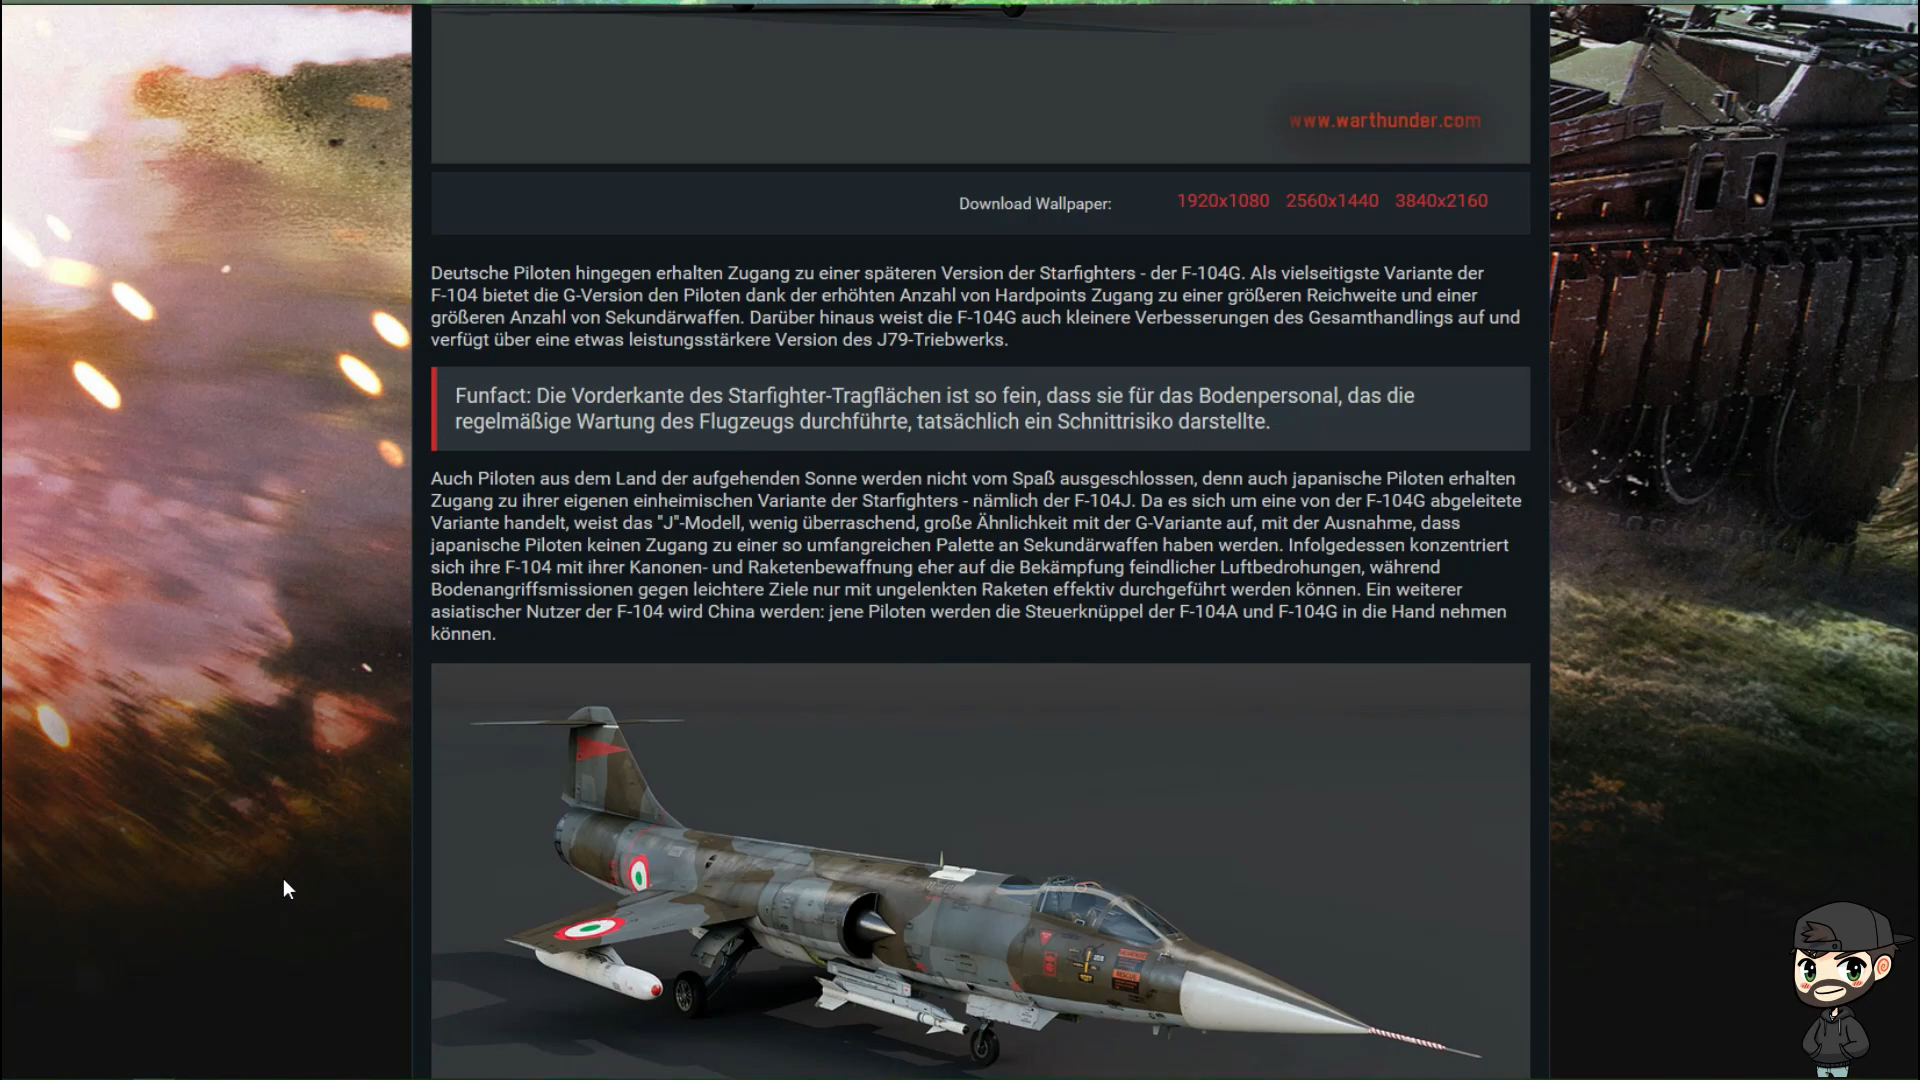 www.warthunder.com
Download Wallpaper: 1920x1080 2560x1440 3840x2160
Deutsche Piloten hingegen erhalten Zugang zu einer späteren Version der Starfighters - der F-104G. Als vielseitigste Variante der
F-104 bietet die G-Version den Piloten dank der erhöhten Anzahl von Hardpoints Zugang zu einer größeren Reichweite und einer
größeren Anzahl von Sekundärwaffen. Darüber hinaus weist die F-104G auch kleinere Verbesserungen des Gesamthandlings auf und
verfügt über eine etwas leistungsstärkere Version des J79-Triebwerks.
Funfact: Die Vorderkante des Starfighter-Tragflächen ist so fein, dass sie für das Bodenpersonal, das die
regelmäßige Wartung des Flugzeugs durchführte, tatsächlich ein Schnittrisiko darstellte.
Auch Piloten aus dem Land der aufgehenden Sonne werden nicht vom Spaß ausgeschlossen, denn auch japanische Piloten erhalten
Zugang zu ihrer eigenen einheimischen Variante der Starfighters - nämlich der F-104J. Da es sich um eine von der F-104G abgeleitete
Variante handelt, weist das "J"-Modell, wenig überraschend, große Ähnlichkeit mit der G-Variante auf, mit der Ausnahme, dass
japanische Piloten keinen Zugang zu einer so umfangreichen Palette an Sekundärwaffen haben werden. Infolgedessen konzentriert
sich ihre F-104 mit ihrer Kanonen- und Raketenbewaffnung eher auf die Bekämpfung feindlicher Luftbedrohungen, während
Bodenangriffsmissionen gegen leichtere Ziele nur mit ungelenkten Raketen effektiv durchgeführt werden können. Ein weiterer
asiatischer Nutzer der F-104 wird China werden: jene Piloten werden die Steuerknüppel der F-104A und F-104G in die Hand nehmen
können.